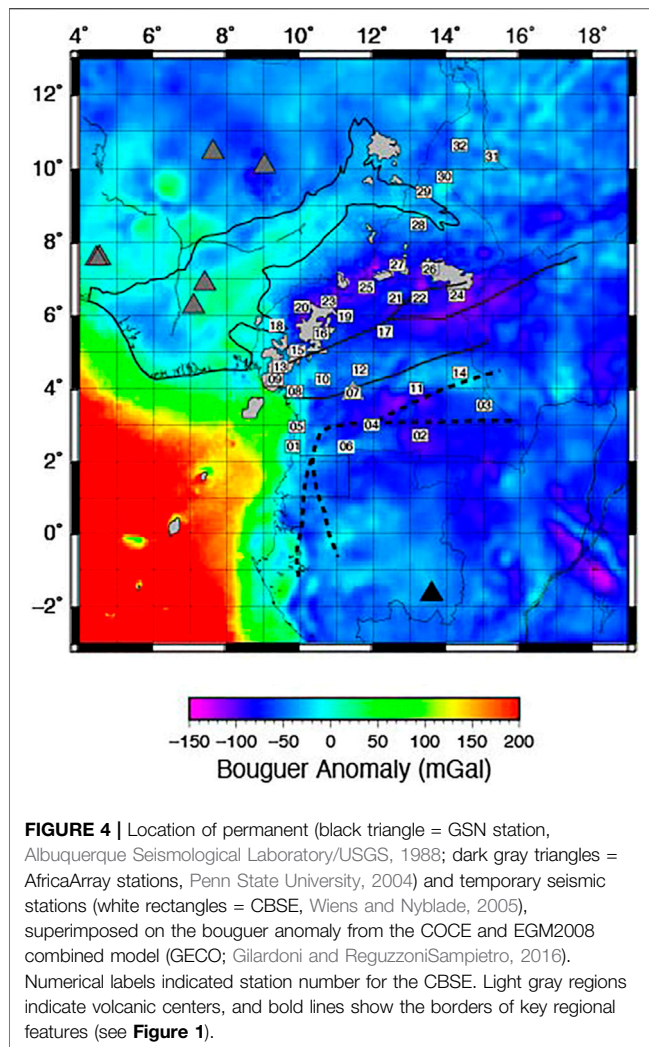 4° 6° 8° 10° 12° 14° 16° 18°
12°
10°
8°
6°
4°
2°
0°
−2°
32
31
30
29
28
27
26
25
21 22 24
23
20
19
18
16
17
15
13
12
14
09
10
11
08
07
03
05
04
02
01
06
−150 −100 −50 0 50 100 150 200
Bouguer Anomaly (mGal)
FIGURE 4 | Location of permanent (black triangle = GSN station,
Albuquerque Seismological Laboratory/USGS, 1988; dark gray triangles =
AfricaArray stations, Penn State University, 2004) and temporary seismic
stations (white rectangles = CBSE, Wiens and Nyblade, 2005),
superimposed on the bouguer anomaly from the COCE and EGM2008
combined model (GECO; Gilardoni and ReguzzoniSampietro, 2016).
Numerical labels indicated station number for the CBSE. Light gray regions
indicate volcanic centers, and bold lines show the borders of key regional
features (see Figure 1).